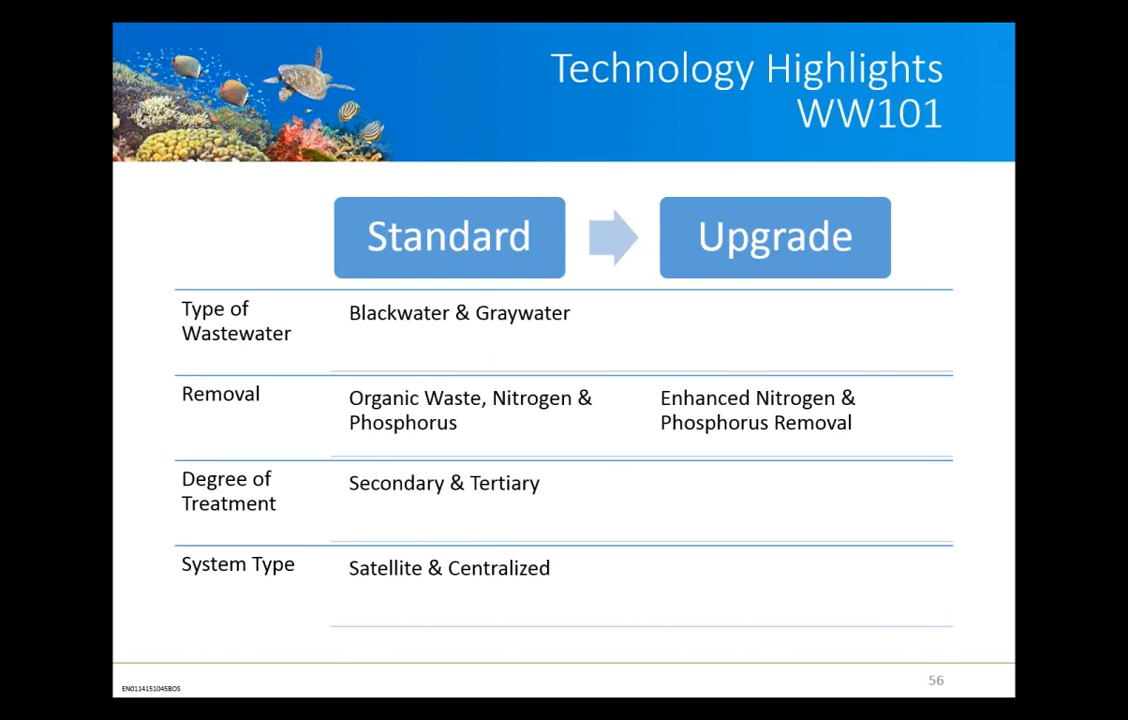 Technology Highlights
WW101
Standard
Upgrade
Type of
Wastewater
Blackwater & Graywater
Removal
Organic Waste, Nitrogen &
Phosphorus
Enhanced Nitrogen &
Phosphorus Removal
Degree of
Treatment
Secondary & Tertiary
System Type
Satellite & Centralized
EN0114151045BOS
56